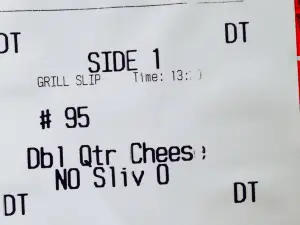 DT DT
SIDE 1
GRILL SLIP Time: 13:
# 95
Dbl Qtr Chees
NO Sliv O
DT DT